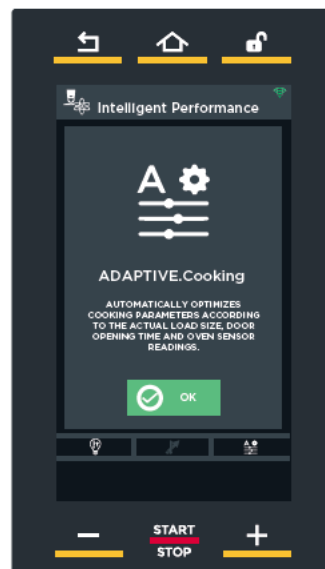 Intelligent Performance
A
ADAPTIVE.Cooking
AUTOMATICALLY OPTIMIZES
COOKING PARAMETERS ACCORDING
TO THE ACTUAL LOAD SIZE, DOOR
OPENING TIME AND OVEN SENSOR
READINGS.
OK
A
START
STOP